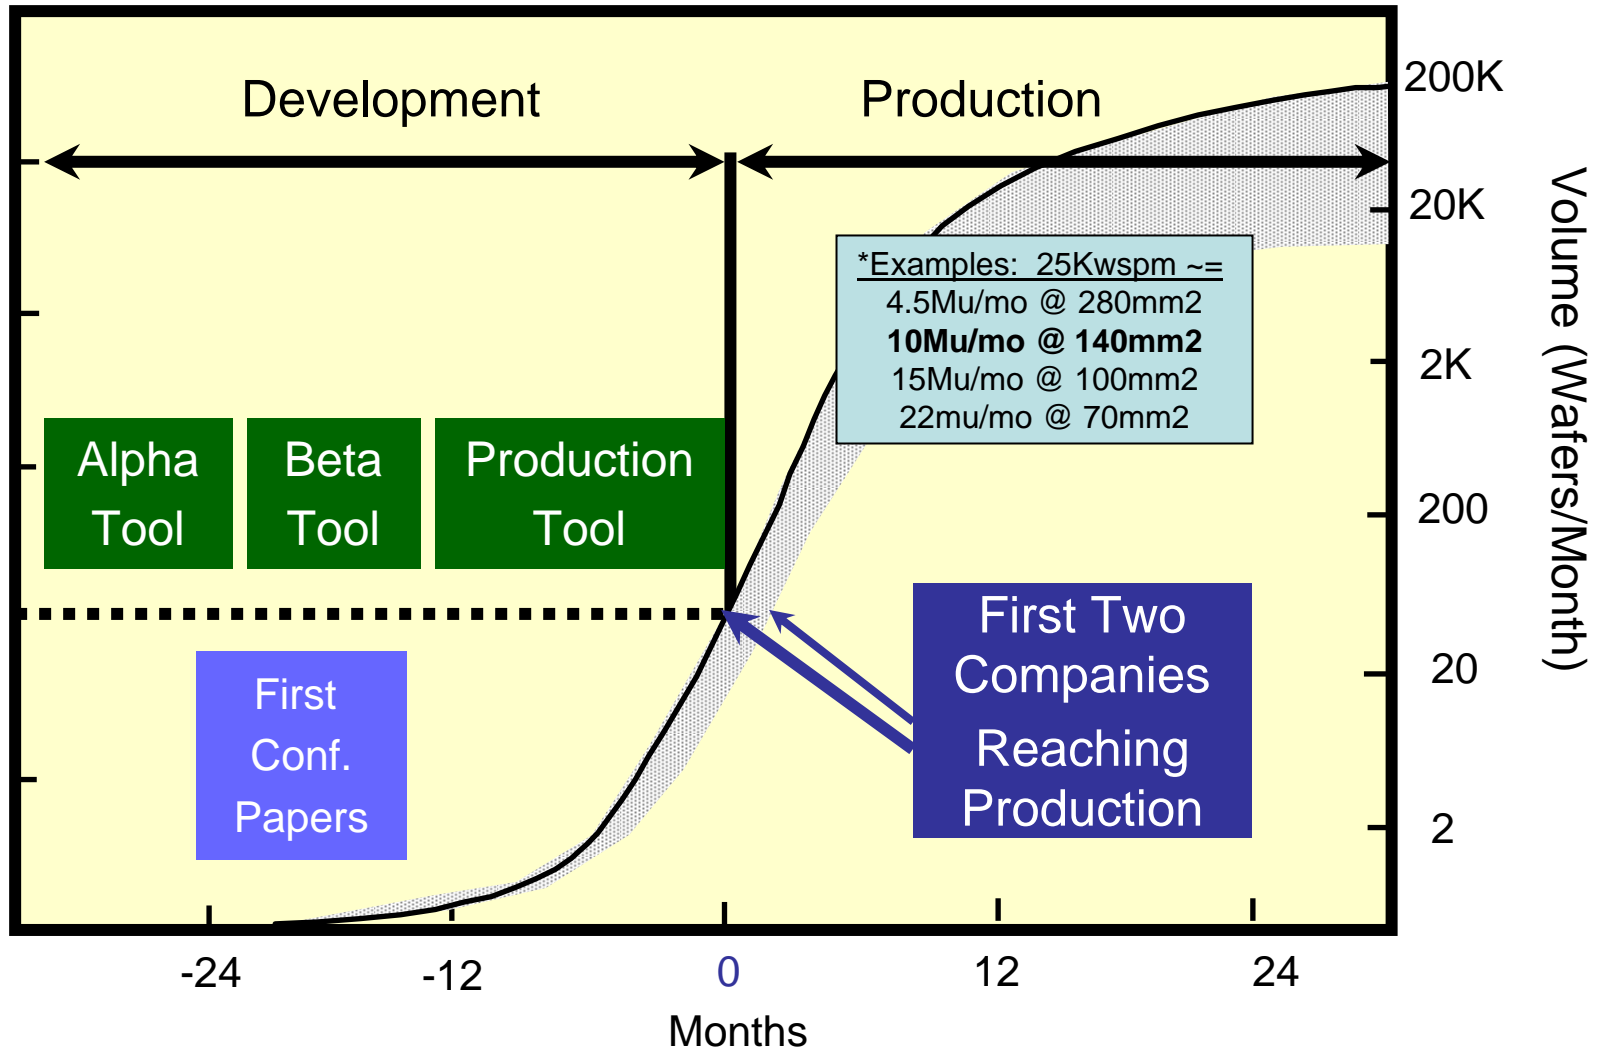 Development
Production
200K
20K
2K
200
20
2
Volume (Wafers/Month)
*Examples:  25Kwspm ~=
4.5Mu/mo @ 280mm2
10Mu/mo @ 140mm2
15Mu/mo @ 100mm2
22mu/mo @ 70mm2
Alpha
Tool
Beta
Tool
Production
Tool
First
Conf.
Papers
First Two
Companies
Reaching
Production
-24
-12
0
12
24
Months